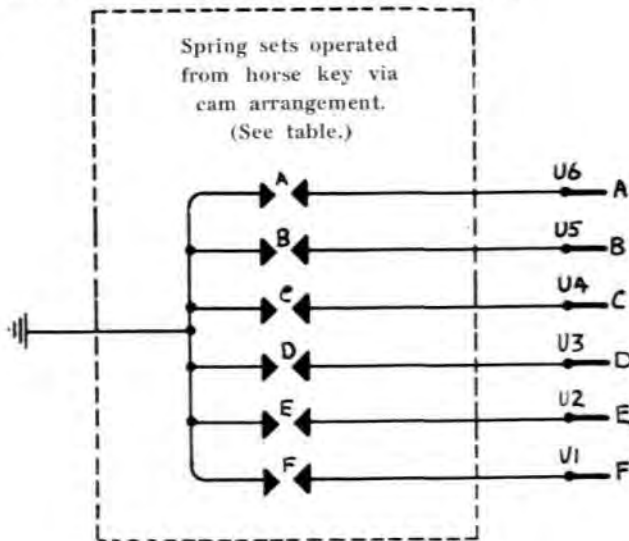 Spring sets operated
from horse key via
cam arrangement.
(See table.)
A U6 A
B U5 B
C U4 C
D U3 D
E U2 E
F U1 F